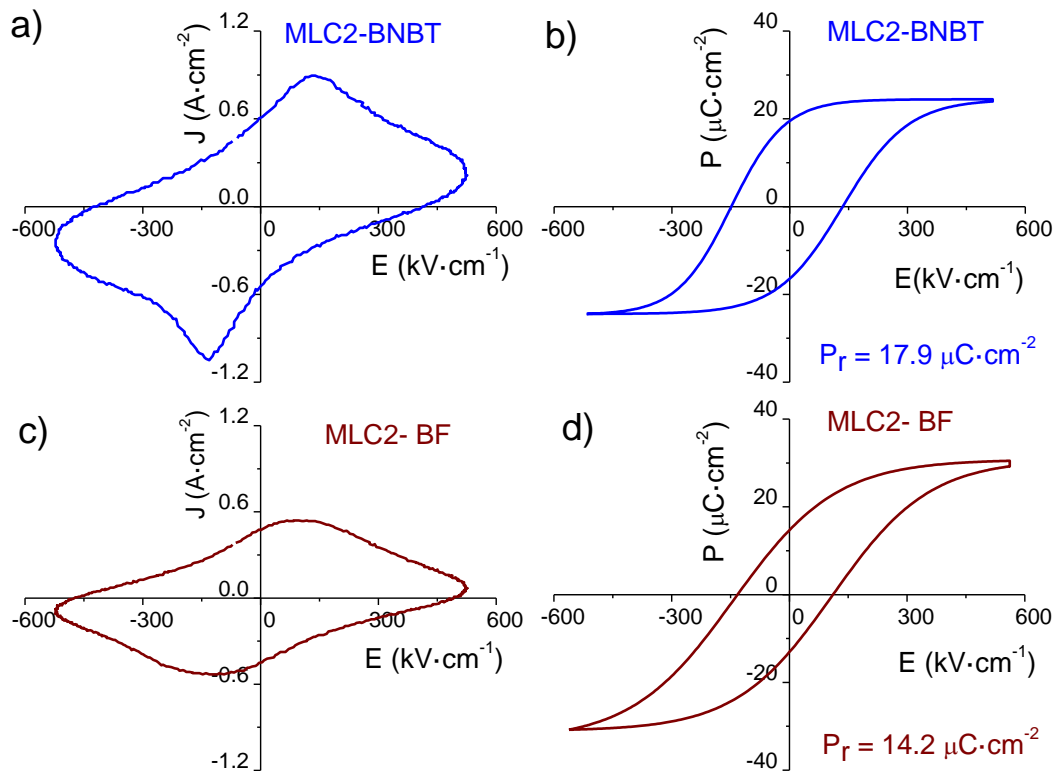 a)
MLC2-BNBT
J (A·cm⁻²)
1.2
0.6
0.0
-0.6
-1.2
-600
-300
300
600
E (kV·cm⁻¹)
b)
MLC2-BNBT
P (μC·cm⁻²)
40
20
0
-20
-40
-600
-300
0
300
600
E(kV·cm⁻¹)
Pr = 17.9 μC·cm⁻²
c)
MLC2- BF
J (A·cm⁻²)
1.2
0.6
0.0
-0.6
-1.2
-600
-300
0
300
600
E (kV·cm⁻¹)
d)
MLC2- BF
P (μC·cm⁻²)
40
20
0
-20
-40
-600
-300
0
300
600
E (kV·cm⁻¹)
Pr = 14.2 μC·cm⁻²